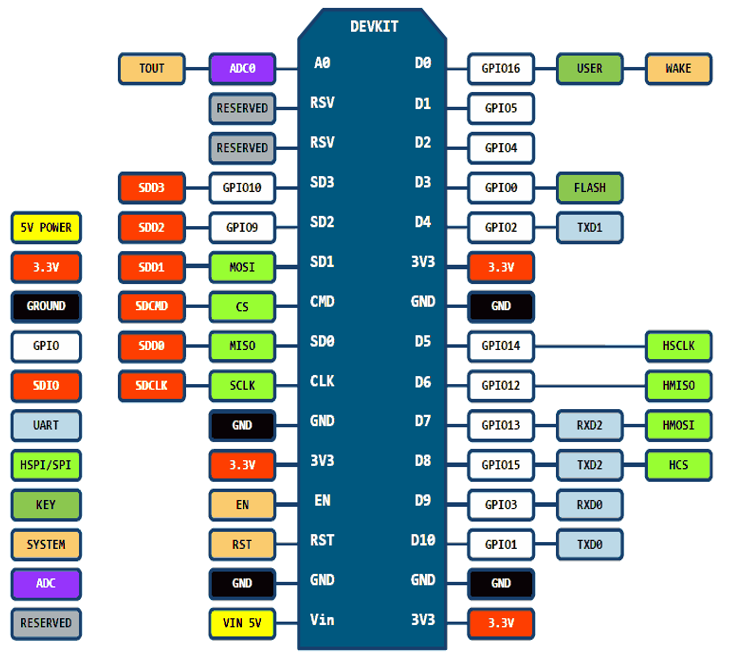 DEVKIT
TOUT ADC0 A0 D0 GPIO16 USER WAKE
RESERVED RSV D1 GPIO5
RESERVED RSV D2 GPIO4
SDD3 GPIO10 SD3 D3 GPIO0 FLASH
5V POWER SDD2 GPIO9 SD2 D4 GPIO2 TXD1
3.3V SDD1 MOSI SD1 3V3 3.3V
GROUND SDCMD CS CMD GND GND
GPIO SDD0 MISO SD0 D5 GPIO14 HSCLK
SDIO SDCLK SCLK CLK D6 GPIO12 HMISO
UART GND GND D7 GPIO13 RXD2 HMOSI
HSPI/SPI 3.3V 3V3 D8 GPIO15 TXD2 HCS
KEY EN EN D9 GPIO3 RXD0
SYSTEM RST RST D10 GPIO1 TXD0
ADC GND GND GND GND
RESERVED VIN 5V Vin 3V3 3.3V